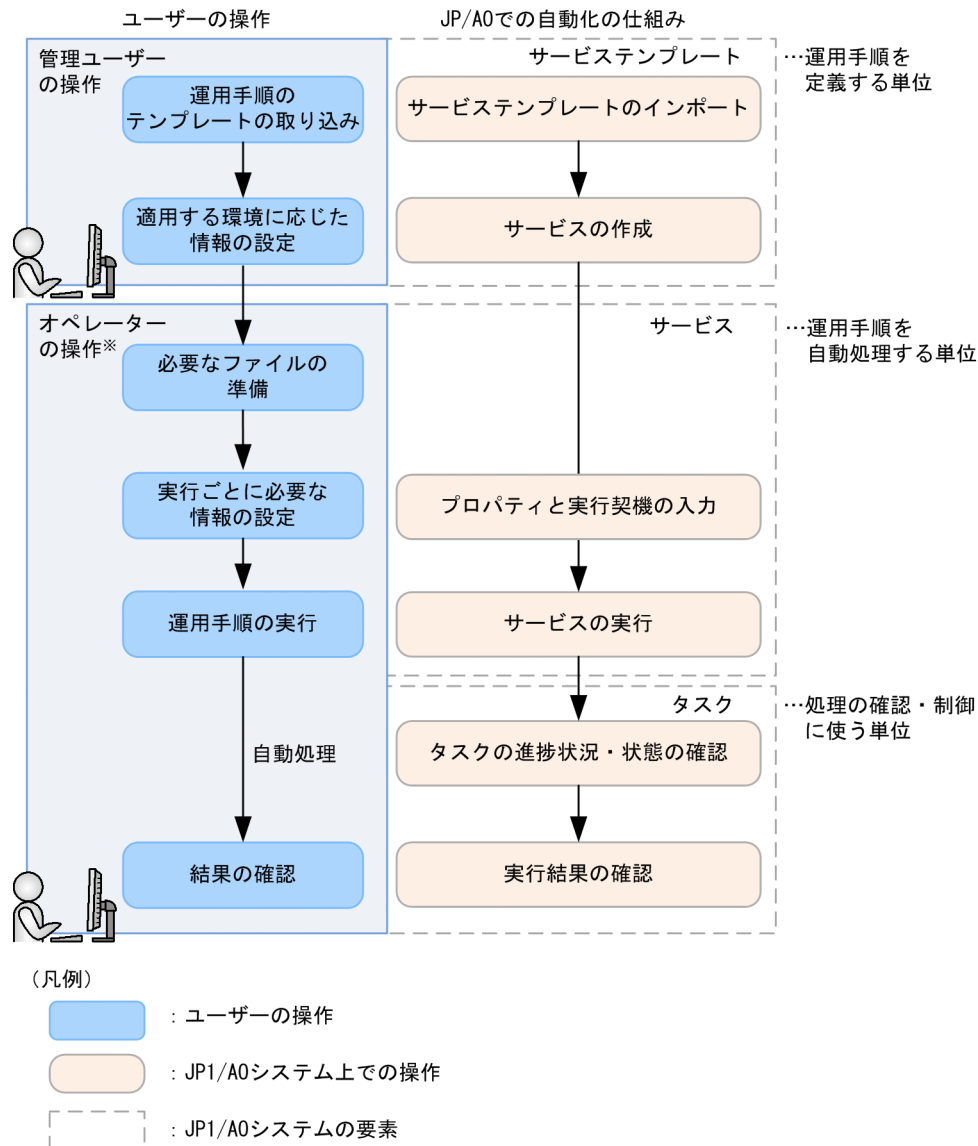 ユーザーの操作
JP/AOでの自動化の仕組み
管理ユーザー
の操作
運用手順の
テンプレートの取り込み
サービステンプレート
サービステンプレートのインポート
…運用手順を
定義する単位
適用する環境に応じた
情報の設定
サービスの作成
オペレーター
の操作※
サービス
…運用手順を
自動処理する単位
必要なファイルの
準備
実行ごとに必要な
情報の設定
プロパティと実行契機の入力
運用手順の実行
サービスの実行
タスク
…処理の確認・制御
に使う単位
自動処理
タスクの進捗状況・状態の確認
結果の確認
実行結果の確認
(凡例)
:ユーザーの操作
:JP1/AOシステム上での操作
:JP1/AOシステムの要素